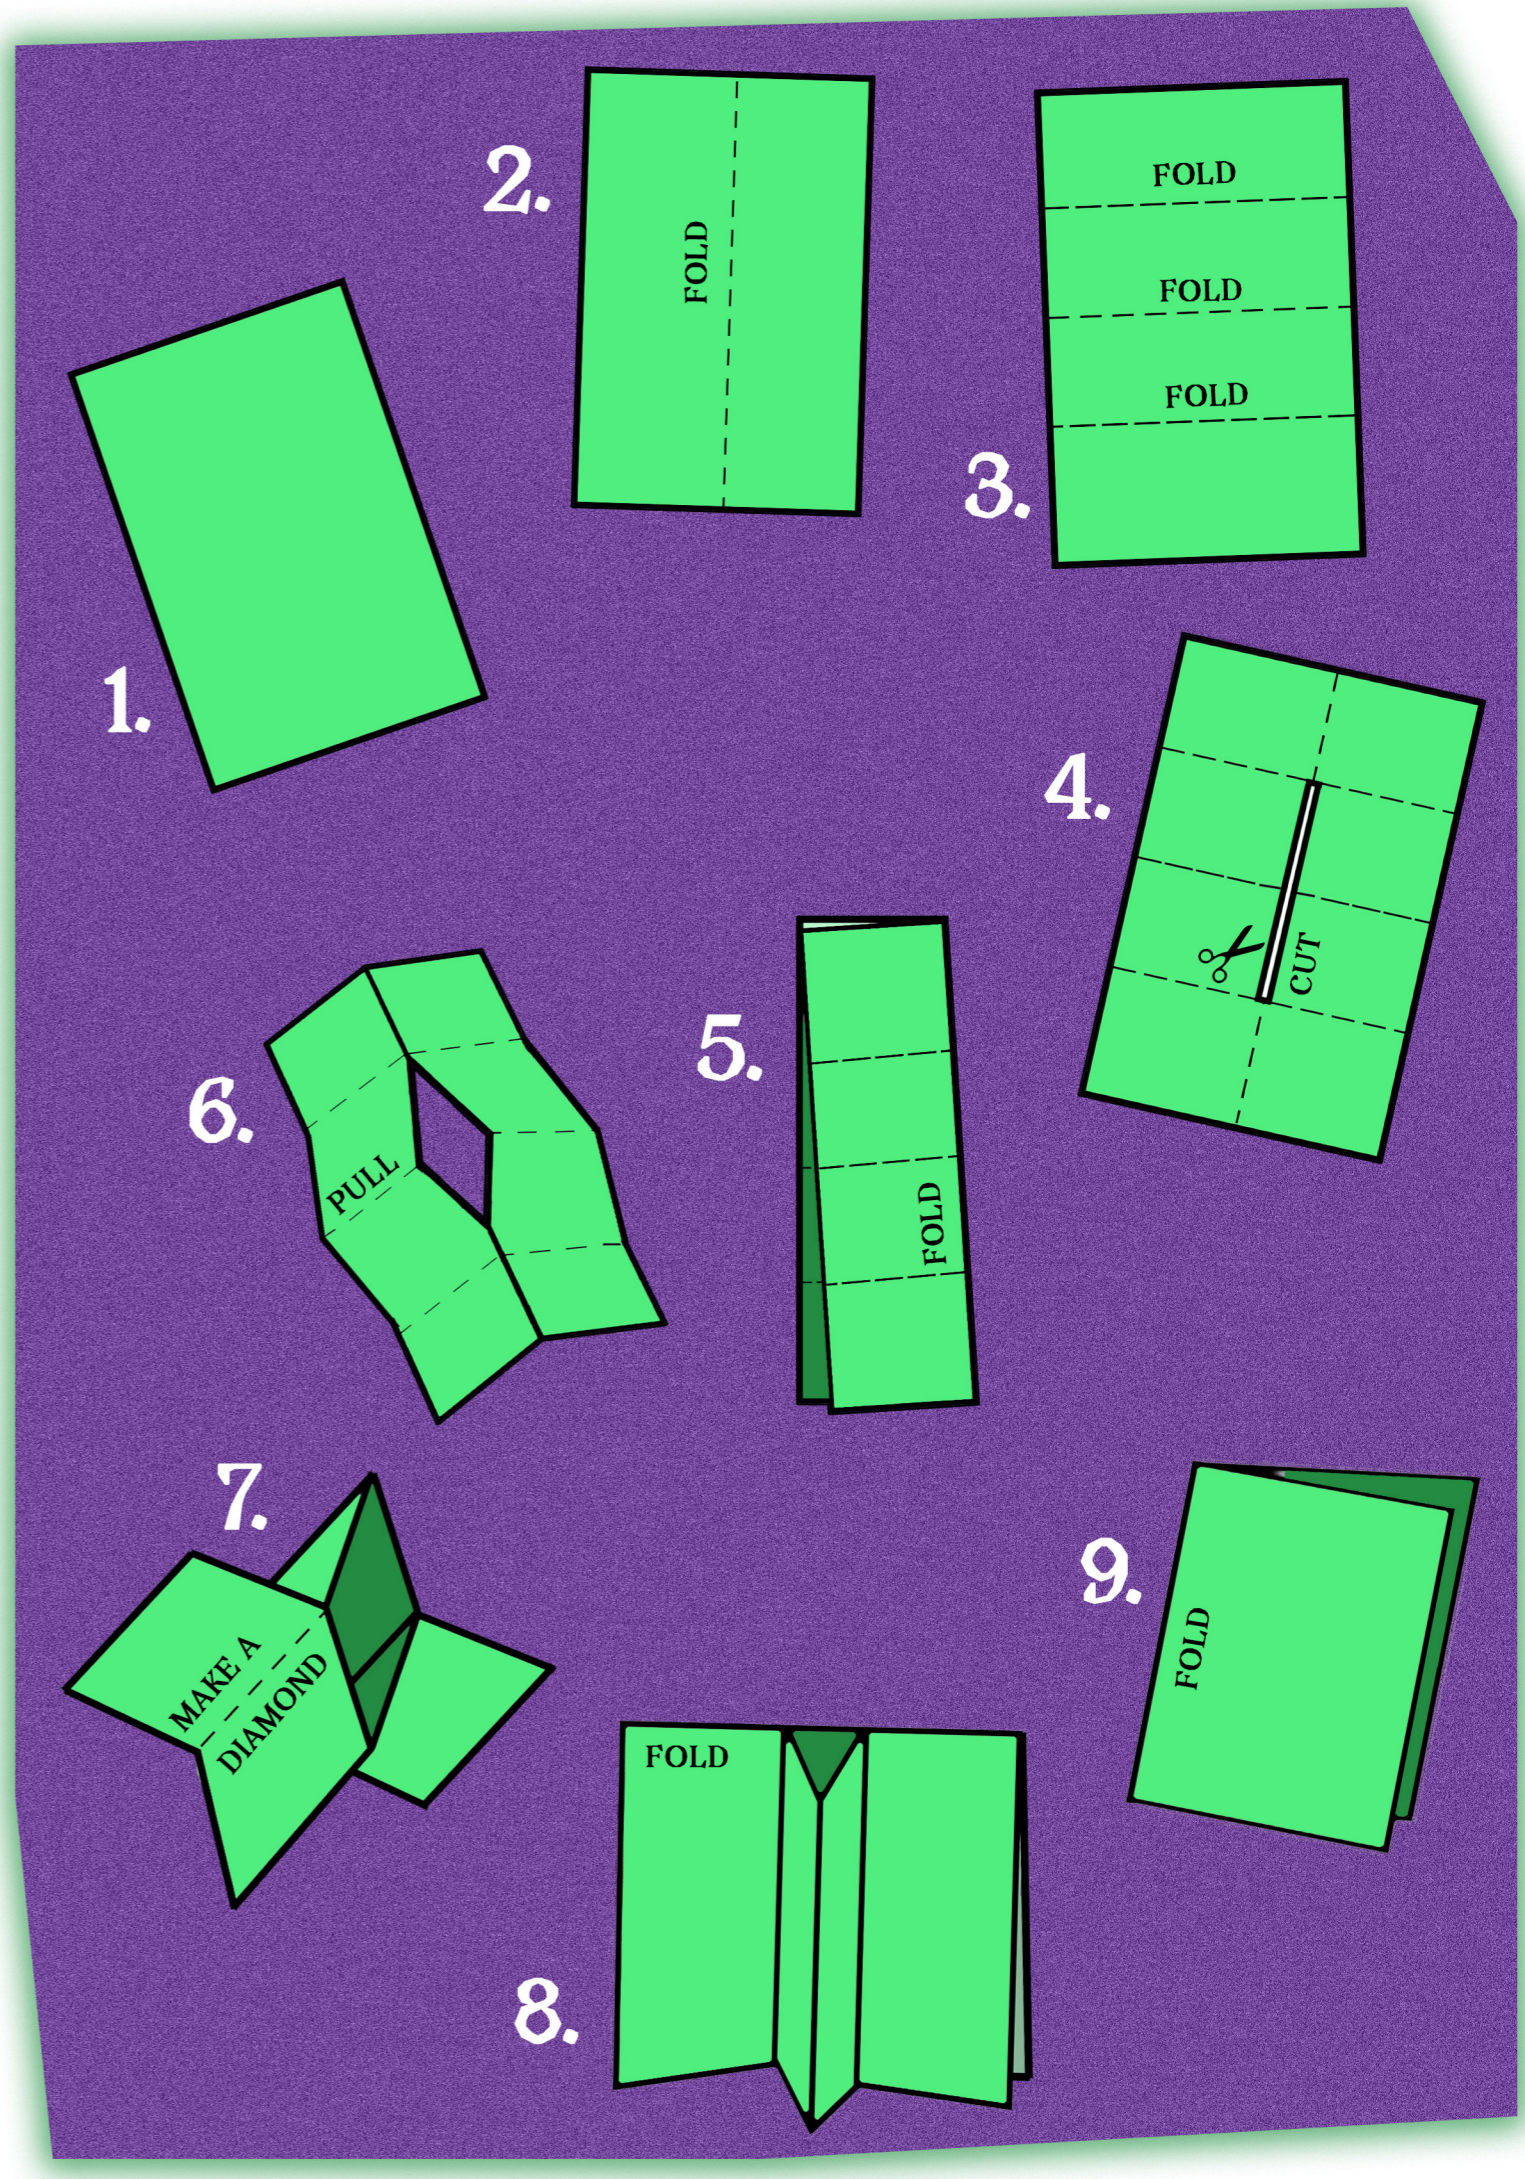 1.
2.
FOLD
3.
FOLD
FOLD
FOLD
4.
CUT
5.
FOLD
6.
PULL
7.
MAKE A
DIAMOND
8.
FOLD
9.
FOLD